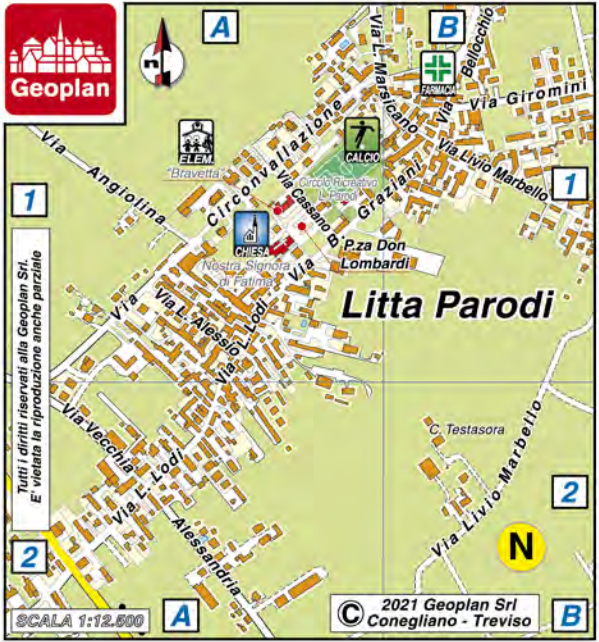 Geoplan
A
B
n
Via L. Marsicano
Via Bellocchio
FARMACIA
Via Giromini
Via Angiolina
ELEM.
"Bravetta"
Via Circonvallazione
CALCIO
Via Livio Marbello
Circolo Ricreativo
L. Parodi
Via Cassano
Via B. Graziani
1
1
CHIESA
Nostra Signora
di Fatima
P.za Don
Lombardi
Litta Parodi
Via L. Alessio
Via L. Lodi
Tutti i diritti riservati alla Geoplan Srl.
E' vietata la riproduzione anche parziale
Via Vecchia
Alessandria
Via L. Lodi
C. Testasora
Via Livio Marbello
2
2
N
SCALA 1:12.500
A
© 2021 Geoplan Srl
Conegliano - Treviso
B